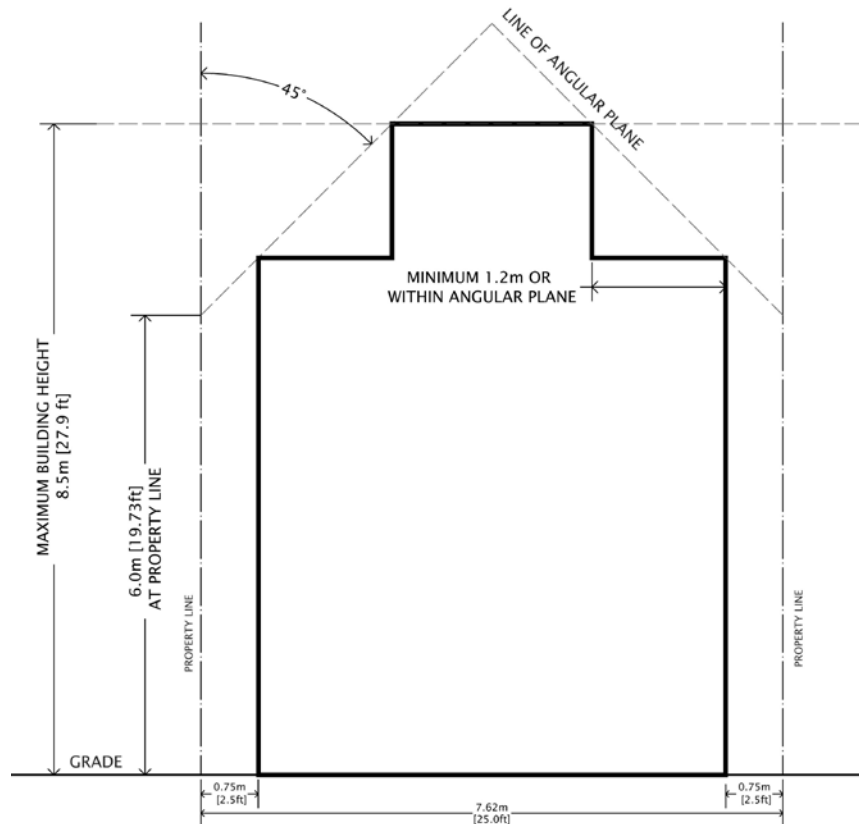 LINE OF ANGULAR PLANE
45°
MINIMUM 1.2m OR
WITHIN ANGULAR PLANE
MAXIMUM BUILDING HEIGHT
8.5m [27.9 ft]
6.0m [19.73ft]
AT PROPERTY LINE
PROPERTY LINE
PROPERTY LINE
GRADE
0.75m
[2.5ft]
7.62m
[25.0ft]
0.75m
[2.5ft]